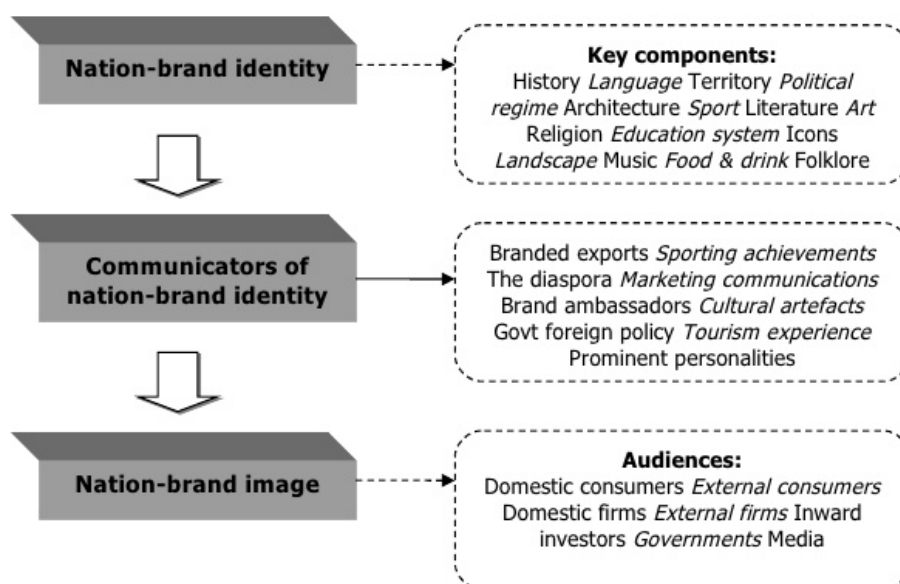 Nation-brand identity
Key components:
History Language Territory Political
regime Architecture Sport Literature Art
Religion Education system Icons
Landscape Music Food & drink Folklore
Communicators of
nation-brand identity
Branded exports Sporting achievements
The diaspora Marketing communications
Brand ambassadors Cultural artefacts
Govt foreign policy Tourism experience
Prominent personalities
Nation-brand image
Audiences:
Domestic consumers External consumers
Domestic firms External firms Inward
investors Governments Media